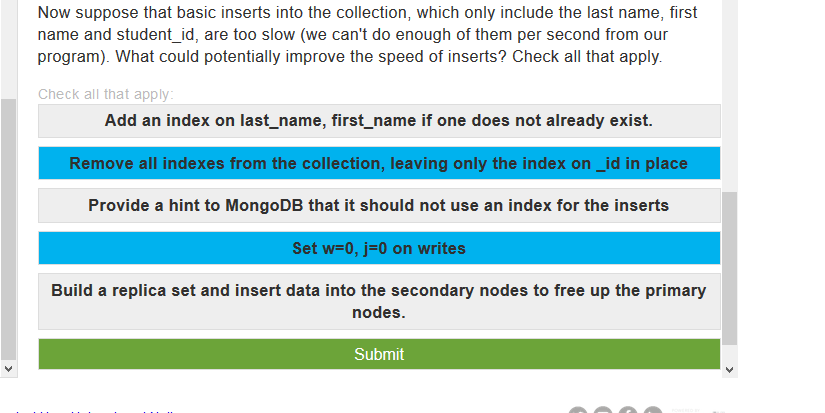 Now suppose that basic inserts into the collection, which only include the last name, first
name and student_id, are too slow (we can't do enough of them per second from our
program). What could potentially improve the speed of inserts? Check all that apply.
Check all that apply:
Add an index on last_name, first_name if one does not already exist.
Remove all indexes from the collection, leaving only the index on _id in place
Provide a hint to MongoDB that it should not use an index for the inserts
Set w=0, j=0 on writes
Build a replica set and insert data into the secondary nodes to free up the primary
nodes.
Submit